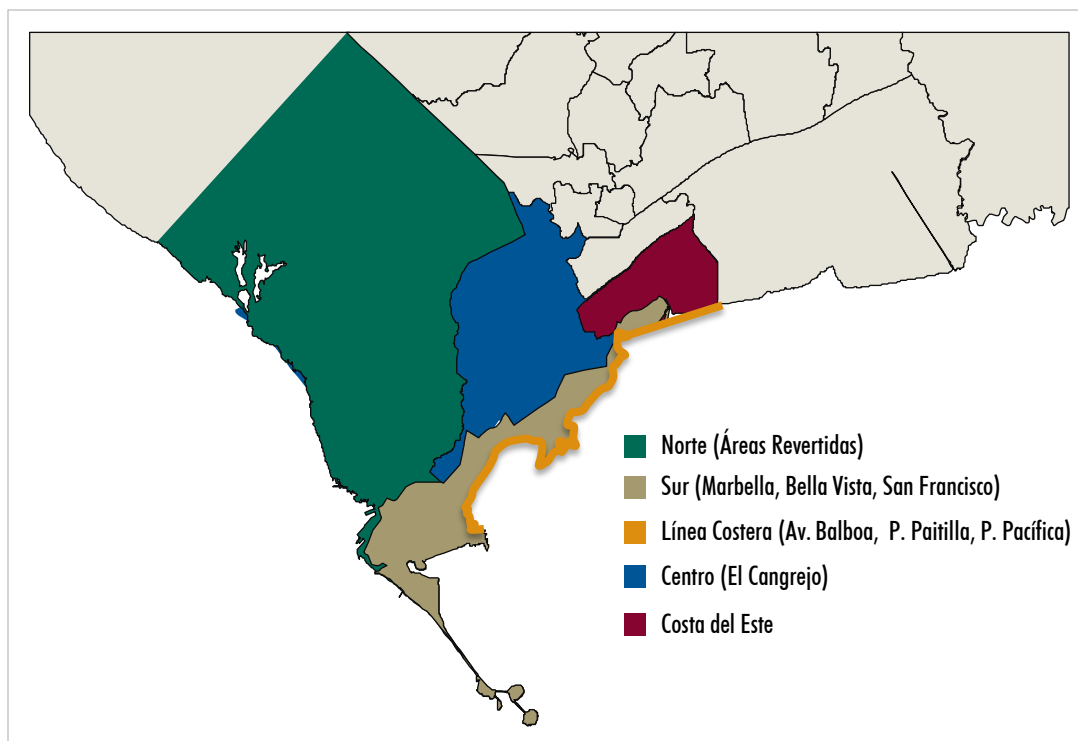 Norte (Áreas Revertidas)
Sur (Marbella, Bella Vista, San Francisco)
Línea Costera (Av. Balboa, P. Paitilla, P. Pacífica)
Centro (El Cangrejo)
Costa del Este